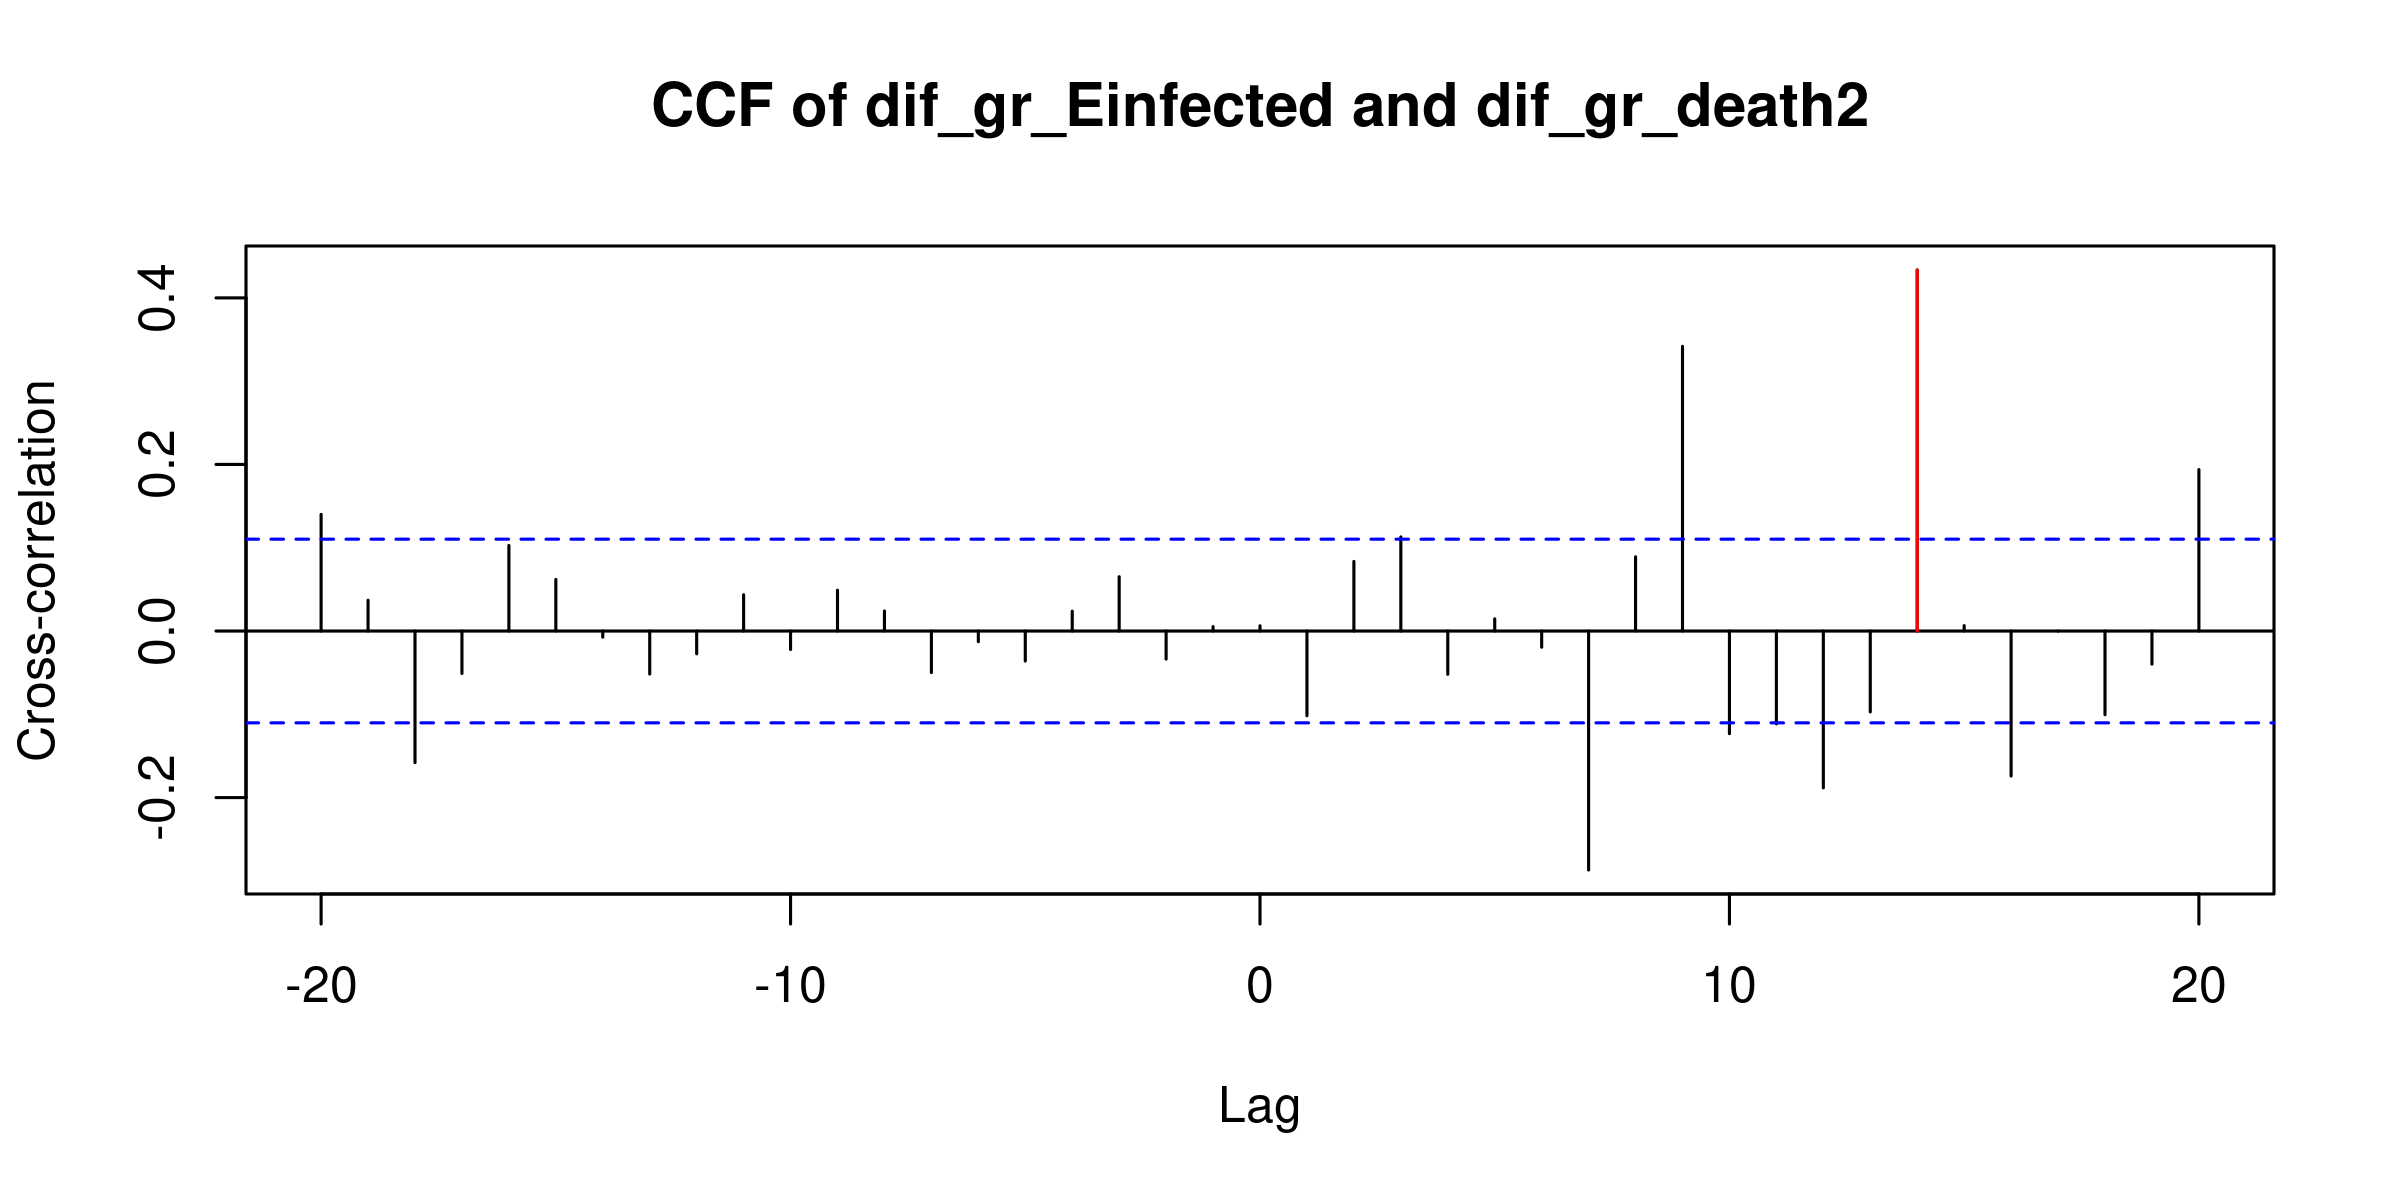 CCF of dif_gr_Einfected and dif_gr_death2
Cross-correlation
0.4
0.2
0.0
-0.2
-20 -10 0 10 20
Lag